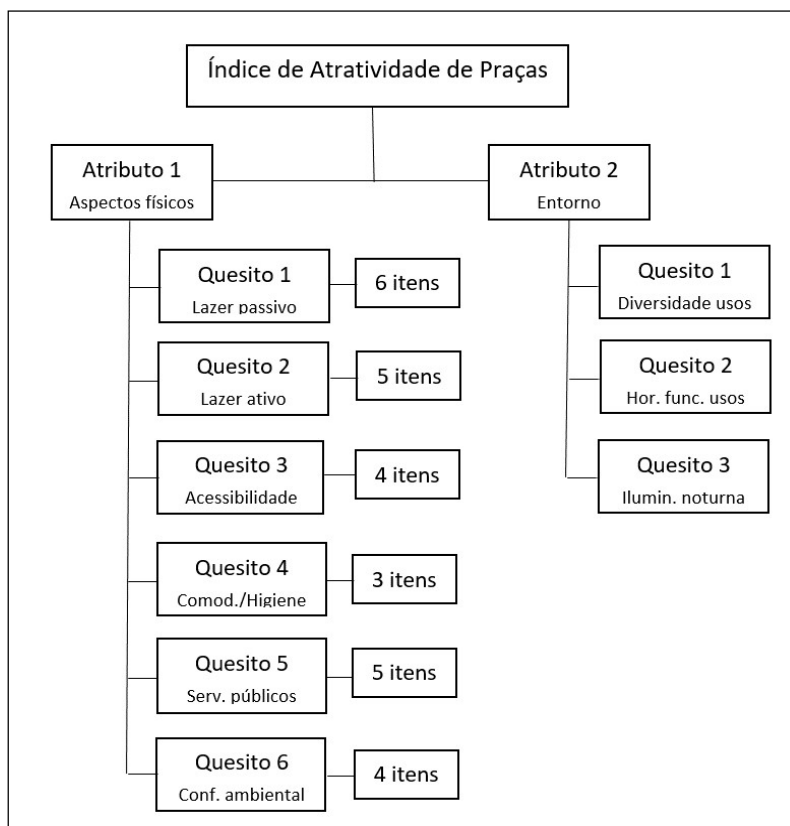 Índice de Atratividade de Praças
Atributo 1
Aspectos físicos
Atributo 2
Entorno
Quesito 1
Lazer passivo
6 itens
Quesito 2
Lazer ativo
5 itens
Quesito 3
Acessibilidade
4 itens
Quesito 4
Comod./Higiene
3 itens
Quesito 5
Serv. públicos
5 itens
Quesito 6
Conf. ambiental
4 itens
Quesito 1
Diversidade usos
Quesito 2
Hor. func. usos
Quesito 3
Ilumin. noturna